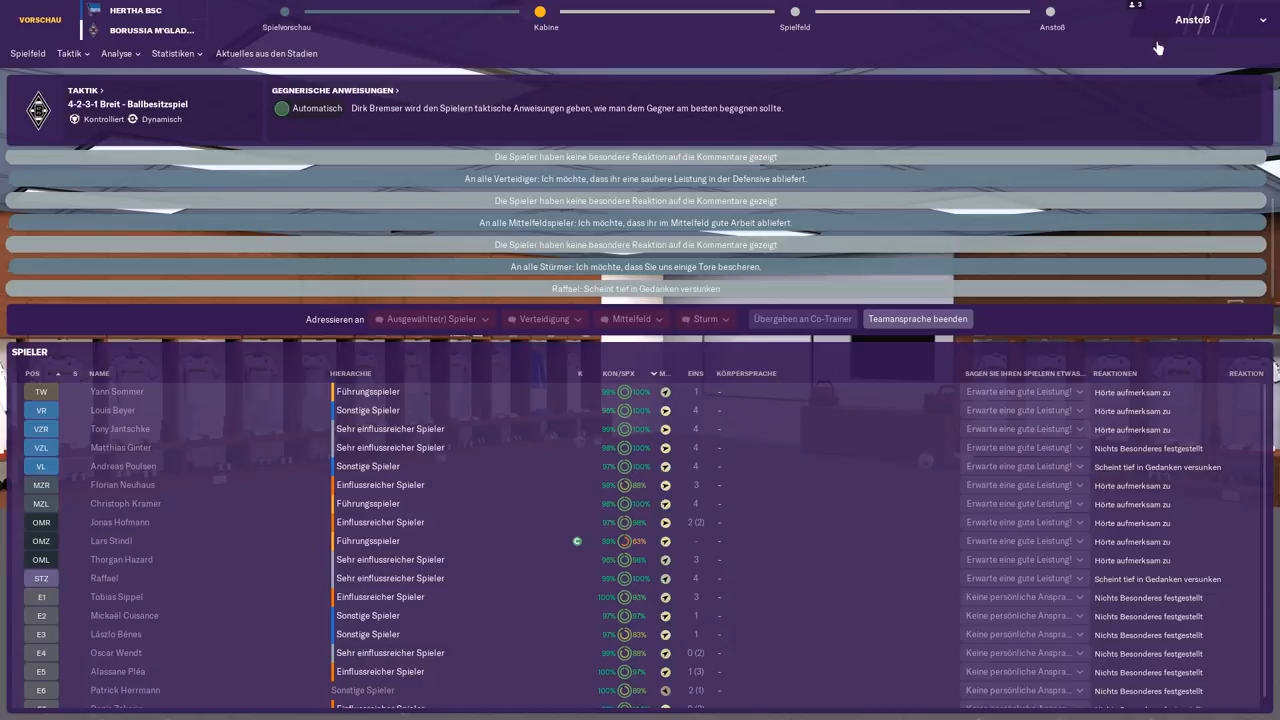 VORSCHAU
HERTHA BSC
BORUSSIA M'GLAD...
Spielvorschau
Kabine
Spielfeld
Anstoß
3
Anstoß
Spielfeld Taktik Analyse Statistiken Aktuelles aus den Stadien
TAKTIK
4-2-3-1 Breit - Ballbesitzspiel
Kontrolliert Dynamisch
GEGNERISCHE ANWEISUNGEN
Automatisch Dirk Bremser wird den Spielern taktische Anweisungen geben, wie man dem Gegner am besten begegnen sollte.
Die Spieler haben keine besondere Reaktion auf die Kommentare gezeigt
An alle Verteidiger: Ich möchte, dass ihr eine saubere Leistung in der Defensive abliefert.
Die Spieler haben keine besondere Reaktion auf die Kommentare gezeigt
An alle Mittelfeldspieler: Ich möchte, dass ihr im Mittelfeld gute Arbeit abliefert.
Die Spieler haben keine besondere Reaktion auf die Kommentare gezeigt
An alle Stürmer: Ich möchte, dass Sie uns einige Tore bescheren.
Raffael: Scheint tief in Gedanken versunken
Adressieren an Ausgewählte(r) Spieler Verteidigung Mittelfeld Sturm Übergeben an Co-Trainer Teamansprache beenden
SPIELER
POS S NAME HIERARCHIE K KON/SPX M... EINS KÖRPERSPRACHE SAGEN SIE IHREN SPIELERN ETWAS... REAKTIONEN REAKTION
TW Yann Sommer Führungsspieler 99% 100% 1 - Erwarte eine gute Leistung! Hörte aufmerksam zu
VR Louis Beyer Sonstige Spieler 96% 100% 4 - Erwarte eine gute Leistung! Hörte aufmerksam zu
VZR Tony Jantschke Sehr einflussreicher Spieler 99% 100% 4 - Erwarte eine gute Leistung! Hörte aufmerksam zu
VZL Matthias Ginter Sehr einflussreicher Spieler 98% 100% 4 - Erwarte eine gute Leistung! Nichts Besonderes festgestellt
VL Andreas Poulsen Sonstige Spieler 97% 100% 4 - Erwarte eine gute Leistung! Scheint tief in Gedanken versunken
MZR Florian Neuhaus Einflussreicher Spieler 98% 88% 3 - Erwarte eine gute Leistung! Hörte aufmerksam zu
MZL Christoph Kramer Führungsspieler 98% 100% 4 - Erwarte eine gute Leistung! Hörte aufmerksam zu
OMR Jonas Hofmann Einflussreicher Spieler 97% 98% 2 (2) - Erwarte eine gute Leistung! Hörte aufmerksam zu
OMZ Lars Stindl Führungsspieler C 99% 63% - - Erwarte eine gute Leistung! Hörte aufmerksam zu
OML Thorgan Hazard Sehr einflussreicher Spieler 96% 98% 3 - Erwarte eine gute Leistung! Hörte aufmerksam zu
STZ Raffael Sehr einflussreicher Spieler 99% 100% 4 - Erwarte eine gute Leistung! Scheint tief in Gedanken versunken
E1 Tobias Sippel Einflussreicher Spieler 100% 93% 3 - Keine persönliche Anspra... Nichts Besonderes festgestellt
E2 Mickaël Cuisance Sonstige Spieler 97% 97% 1 - Keine persönliche Anspra... Nichts Besonderes festgestellt
E3 Lászlo Bénes Sonstige Spieler 97% 83% 1 - Keine persönliche Anspra... Nichts Besonderes festgestellt
E4 Oscar Wendt Sehr einflussreicher Spieler 99% 88% 0 (2) - Keine persönliche Anspra... Nichts Besonderes festgestellt
E5 Alassane Pléa Einflussreicher Spieler 100% 97% 1 (3) - Keine persönliche Anspra... Nichts Besonderes festgestellt
E6 Patrick Herrmann Sonstige Spieler 100% 89% 2 (1) - Keine persönliche Anspra... Nichts Besonderes festgestellt